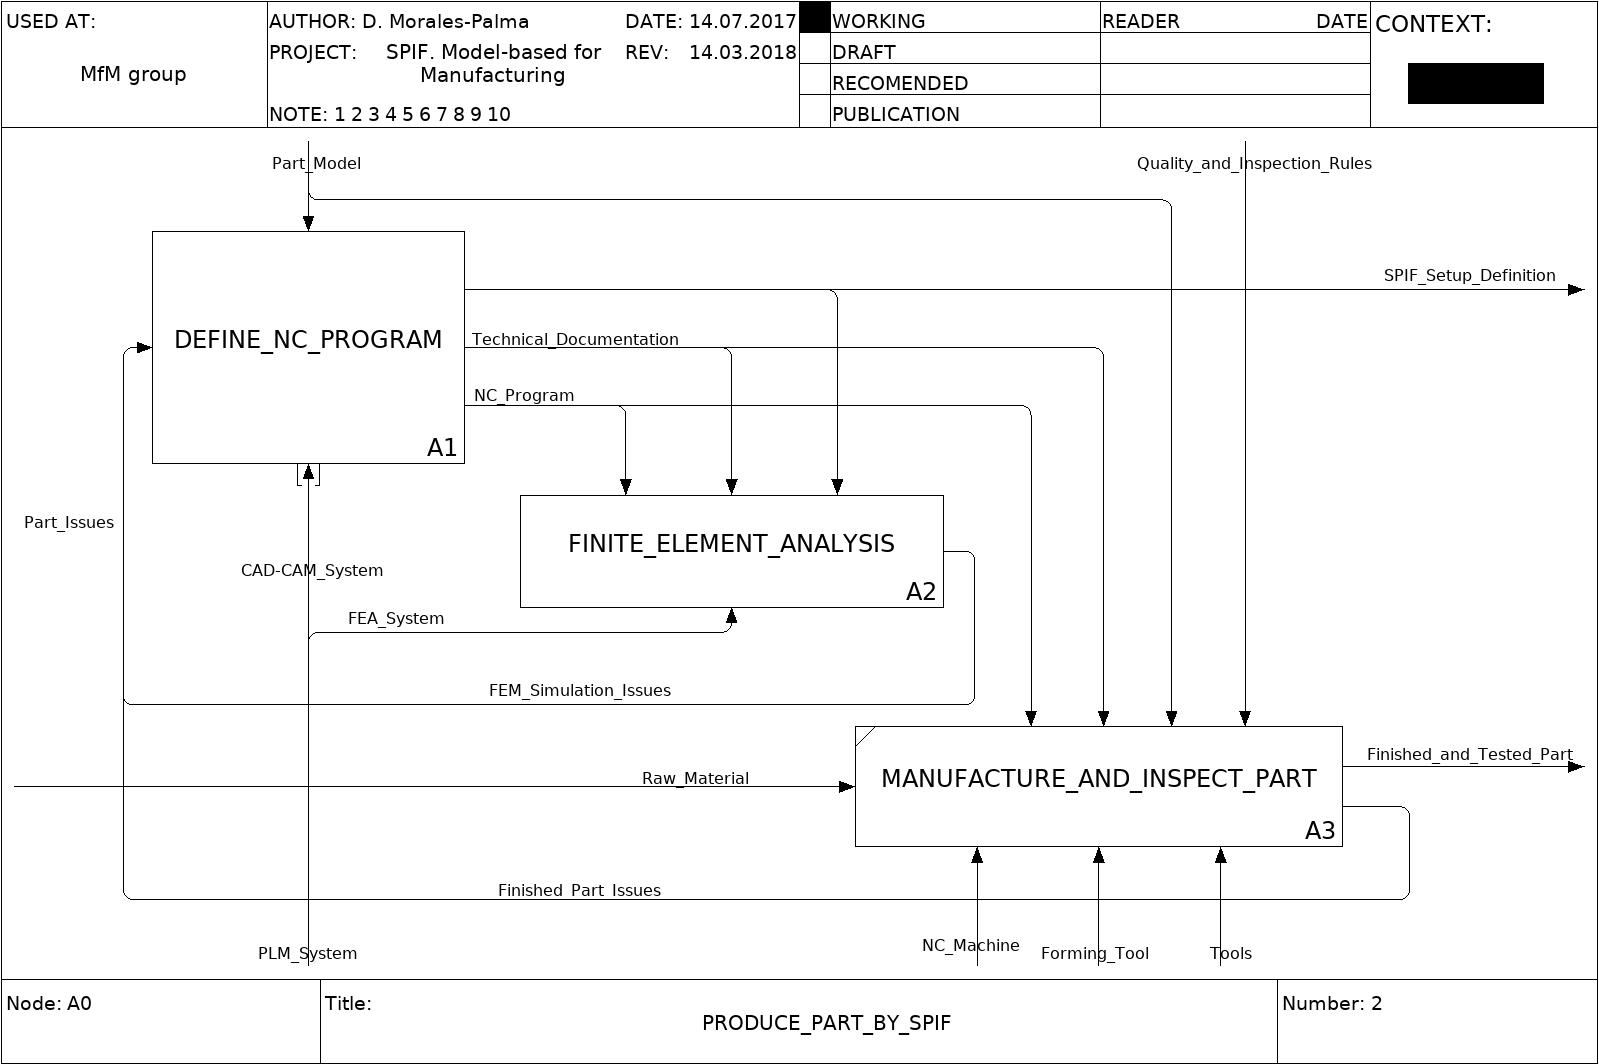 USED AT:
MfM group
AUTHOR: D. Morales-Palma
DATE: 14.07.2017
PROJECT: SPIF. Model-based for
Manufacturing
REV: 14.03.2018
NOTE: 1 2 3 4 5 6 7 8 9 10
WORKING
DRAFT
RECOMENDED
PUBLICATION
READER DATE
CONTEXT:
Part_Model
Quality_and_Inspection_Rules
SPIF_Setup_Definition
DEFINE_NC_PROGRAM
A1
Technical_Documentation
NC_Program
Part_Issues
FINITE_ELEMENT_ANALYSIS
A2
CAD-CAM_System
FEA_System
FEM_Simulation_Issues
Finished_and_Tested_Part
Raw_Material
MANUFACTURE_AND_INSPECT_PART
A3
Finished_Part_Issues
PLM_System
NC_Machine
Forming_Tool
Tools
Node: A0
Title:
PRODUCE_PART_BY_SPIF
Number: 2